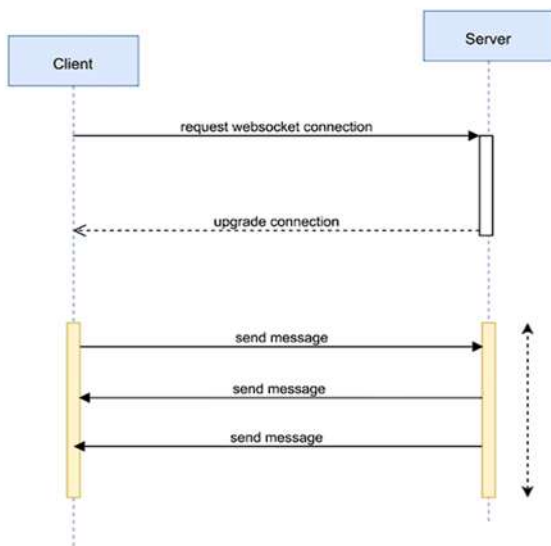 Server
Client
request websocket connection
upgrade connection
send message
send message
send message